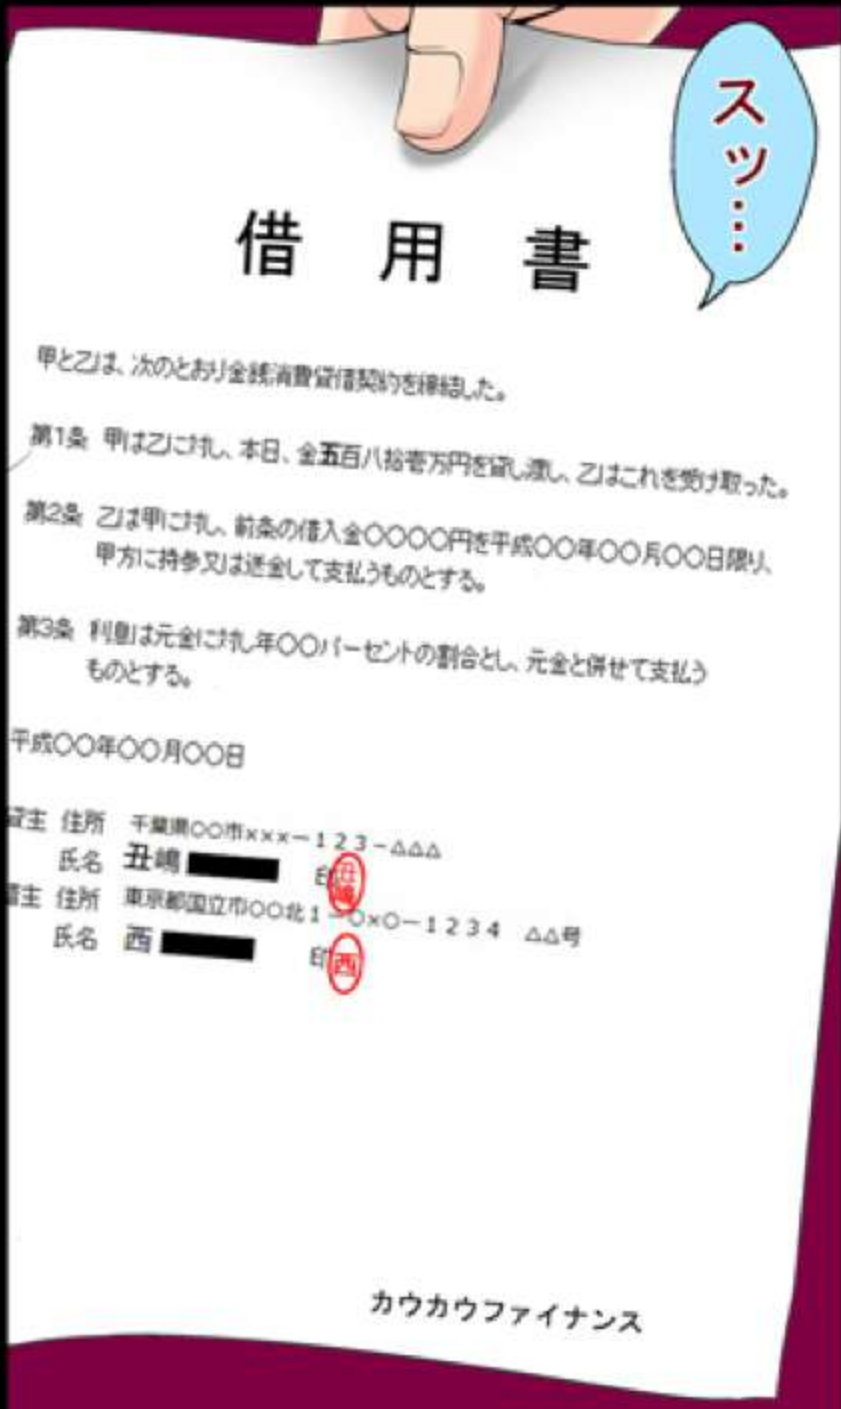 スッ…
借用書
甲と乙は、次のとおり金銭消費貸借契約を締結した。
第1条 甲は乙に対し、本日、金五百八拾壱万円を貸し渡し、乙はこれを受け取った。
第2条 乙は甲に対し、前条の借入金〇〇〇〇円を平成〇〇年〇〇月〇〇日限り、
甲方に持参又は送金して支払うものとする。
第3条 利息は元金に対し年〇〇パーセントの割合とし、元金と併せて支払う
ものとする。
平成〇〇年〇〇月〇〇日
貸主 住所 千葉県〇〇市×××ー123-△△△
氏名 丑嶋 印 丑嶋
借主 住所 東京都国立市〇〇北1-〇×〇-1234 △△号
氏名 西 印 西
カウカウファイナンス